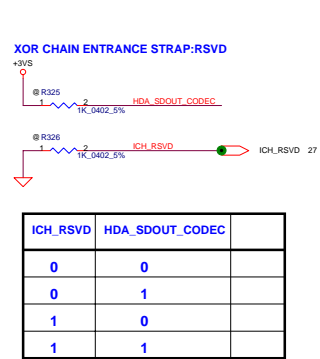 XOR CHAIN ENTRANCE STRAP:RSVD
+3VS
@ R325
1 2 HDA_SDOUT_CODEC
1K_0402_5%
@ R326
1 2 ICH_RSVD ICH_RSVD 27
1K_0402_5%
ICH_RSVD HDA_SDOUT_CODEC
0 0
0 1
1 0
1 1